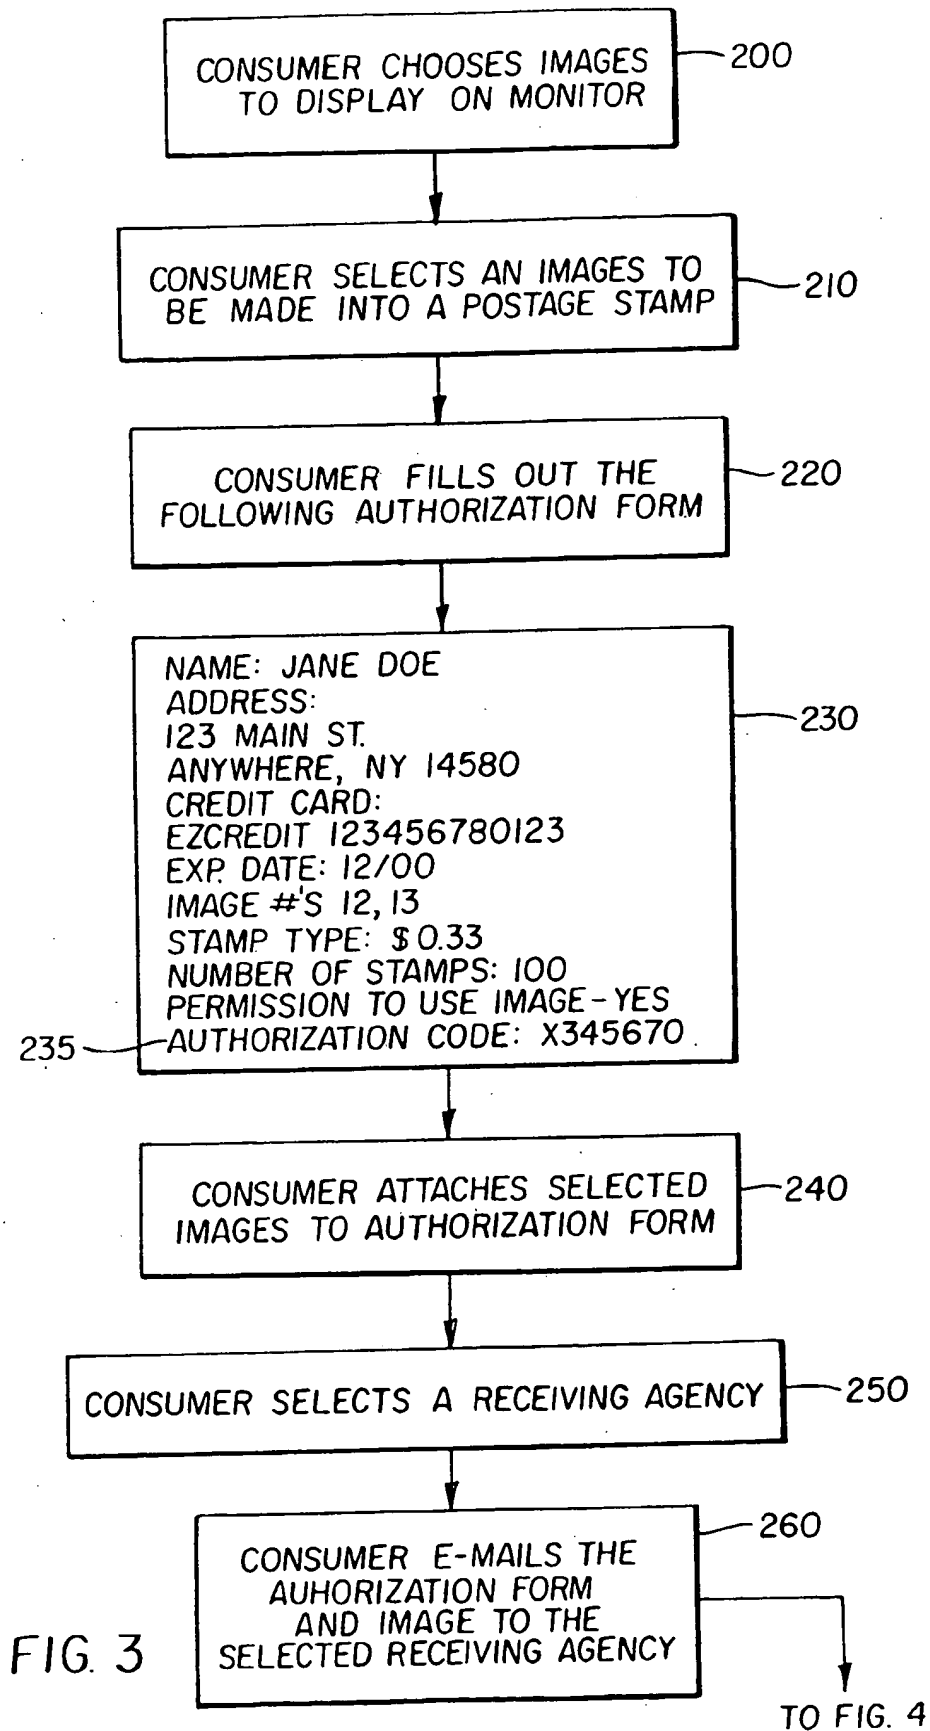 CONSUMER CHOOSES IMAGES
TO DISPLAY ON MONITOR
200
CONSUMER SELECTS AN IMAGES TO
BE MADE INTO A POSTAGE STAMP
210
CONSUMER FILLS OUT THE
FOLLOWING AUTHORIZATION FORM
220
NAME: JANE DOE
ADDRESS:
123 MAIN ST.
ANYWHERE, NY 14580
CREDIT CARD:
EZCREDIT 123456780123
EXP. DATE: 12/00
IMAGE #'S 12, 13
STAMP TYPE: $0.33
NUMBER OF STAMPS: 100
PERMISSION TO USE IMAGE-YES
AUTHORIZATION CODE: X345670
230
235
CONSUMER ATTACHES SELECTED
IMAGES TO AUTHORIZATION FORM
240
CONSUMER SELECTS A RECEIVING AGENCY
250
CONSUMER E-MAILS THE
AUHORIZATION FORM
AND IMAGE TO THE
SELECTED RECEIVING AGENCY
260
FIG. 3
TO FIG. 4